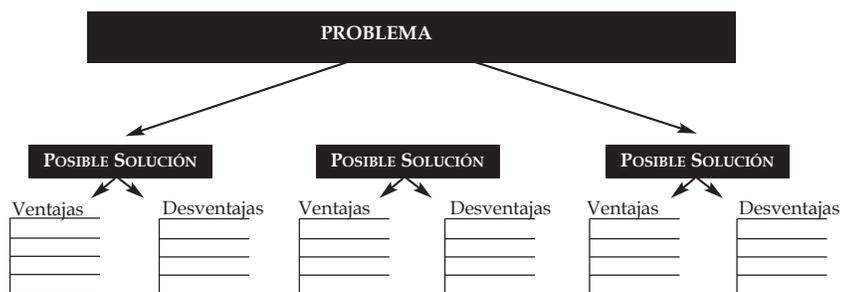 PROBLEMA
POSIBLE SOLUCIÓN POSIBLE SOLUCIÓN POSIBLE SOLUCIÓN
Ventajas Desventajas Ventajas Desventajas Ventajas Desventajas